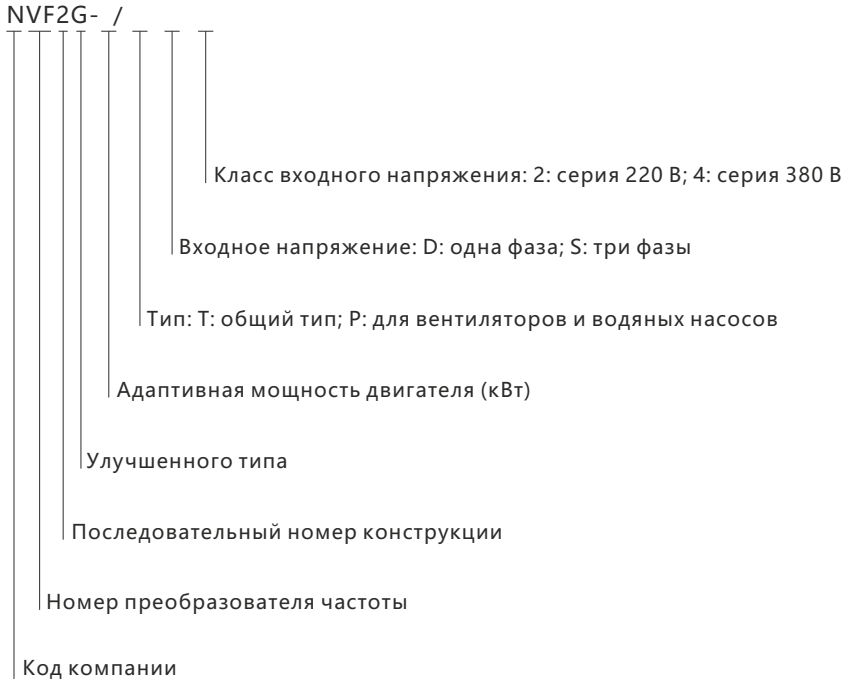 NVF2G- /
Класс входного напряжения: 2: серия 220 В; 4: серия 380 В
Входное напряжение: D: одна фаза; S: три фазы
Тип: T: общий тип; P: для вентиляторов и водяных насосов
Адаптивная мощность двигателя (кВт)
Улучшенного типа
Последовательный номер конструкции
Номер преобразователя частоты
Код компании